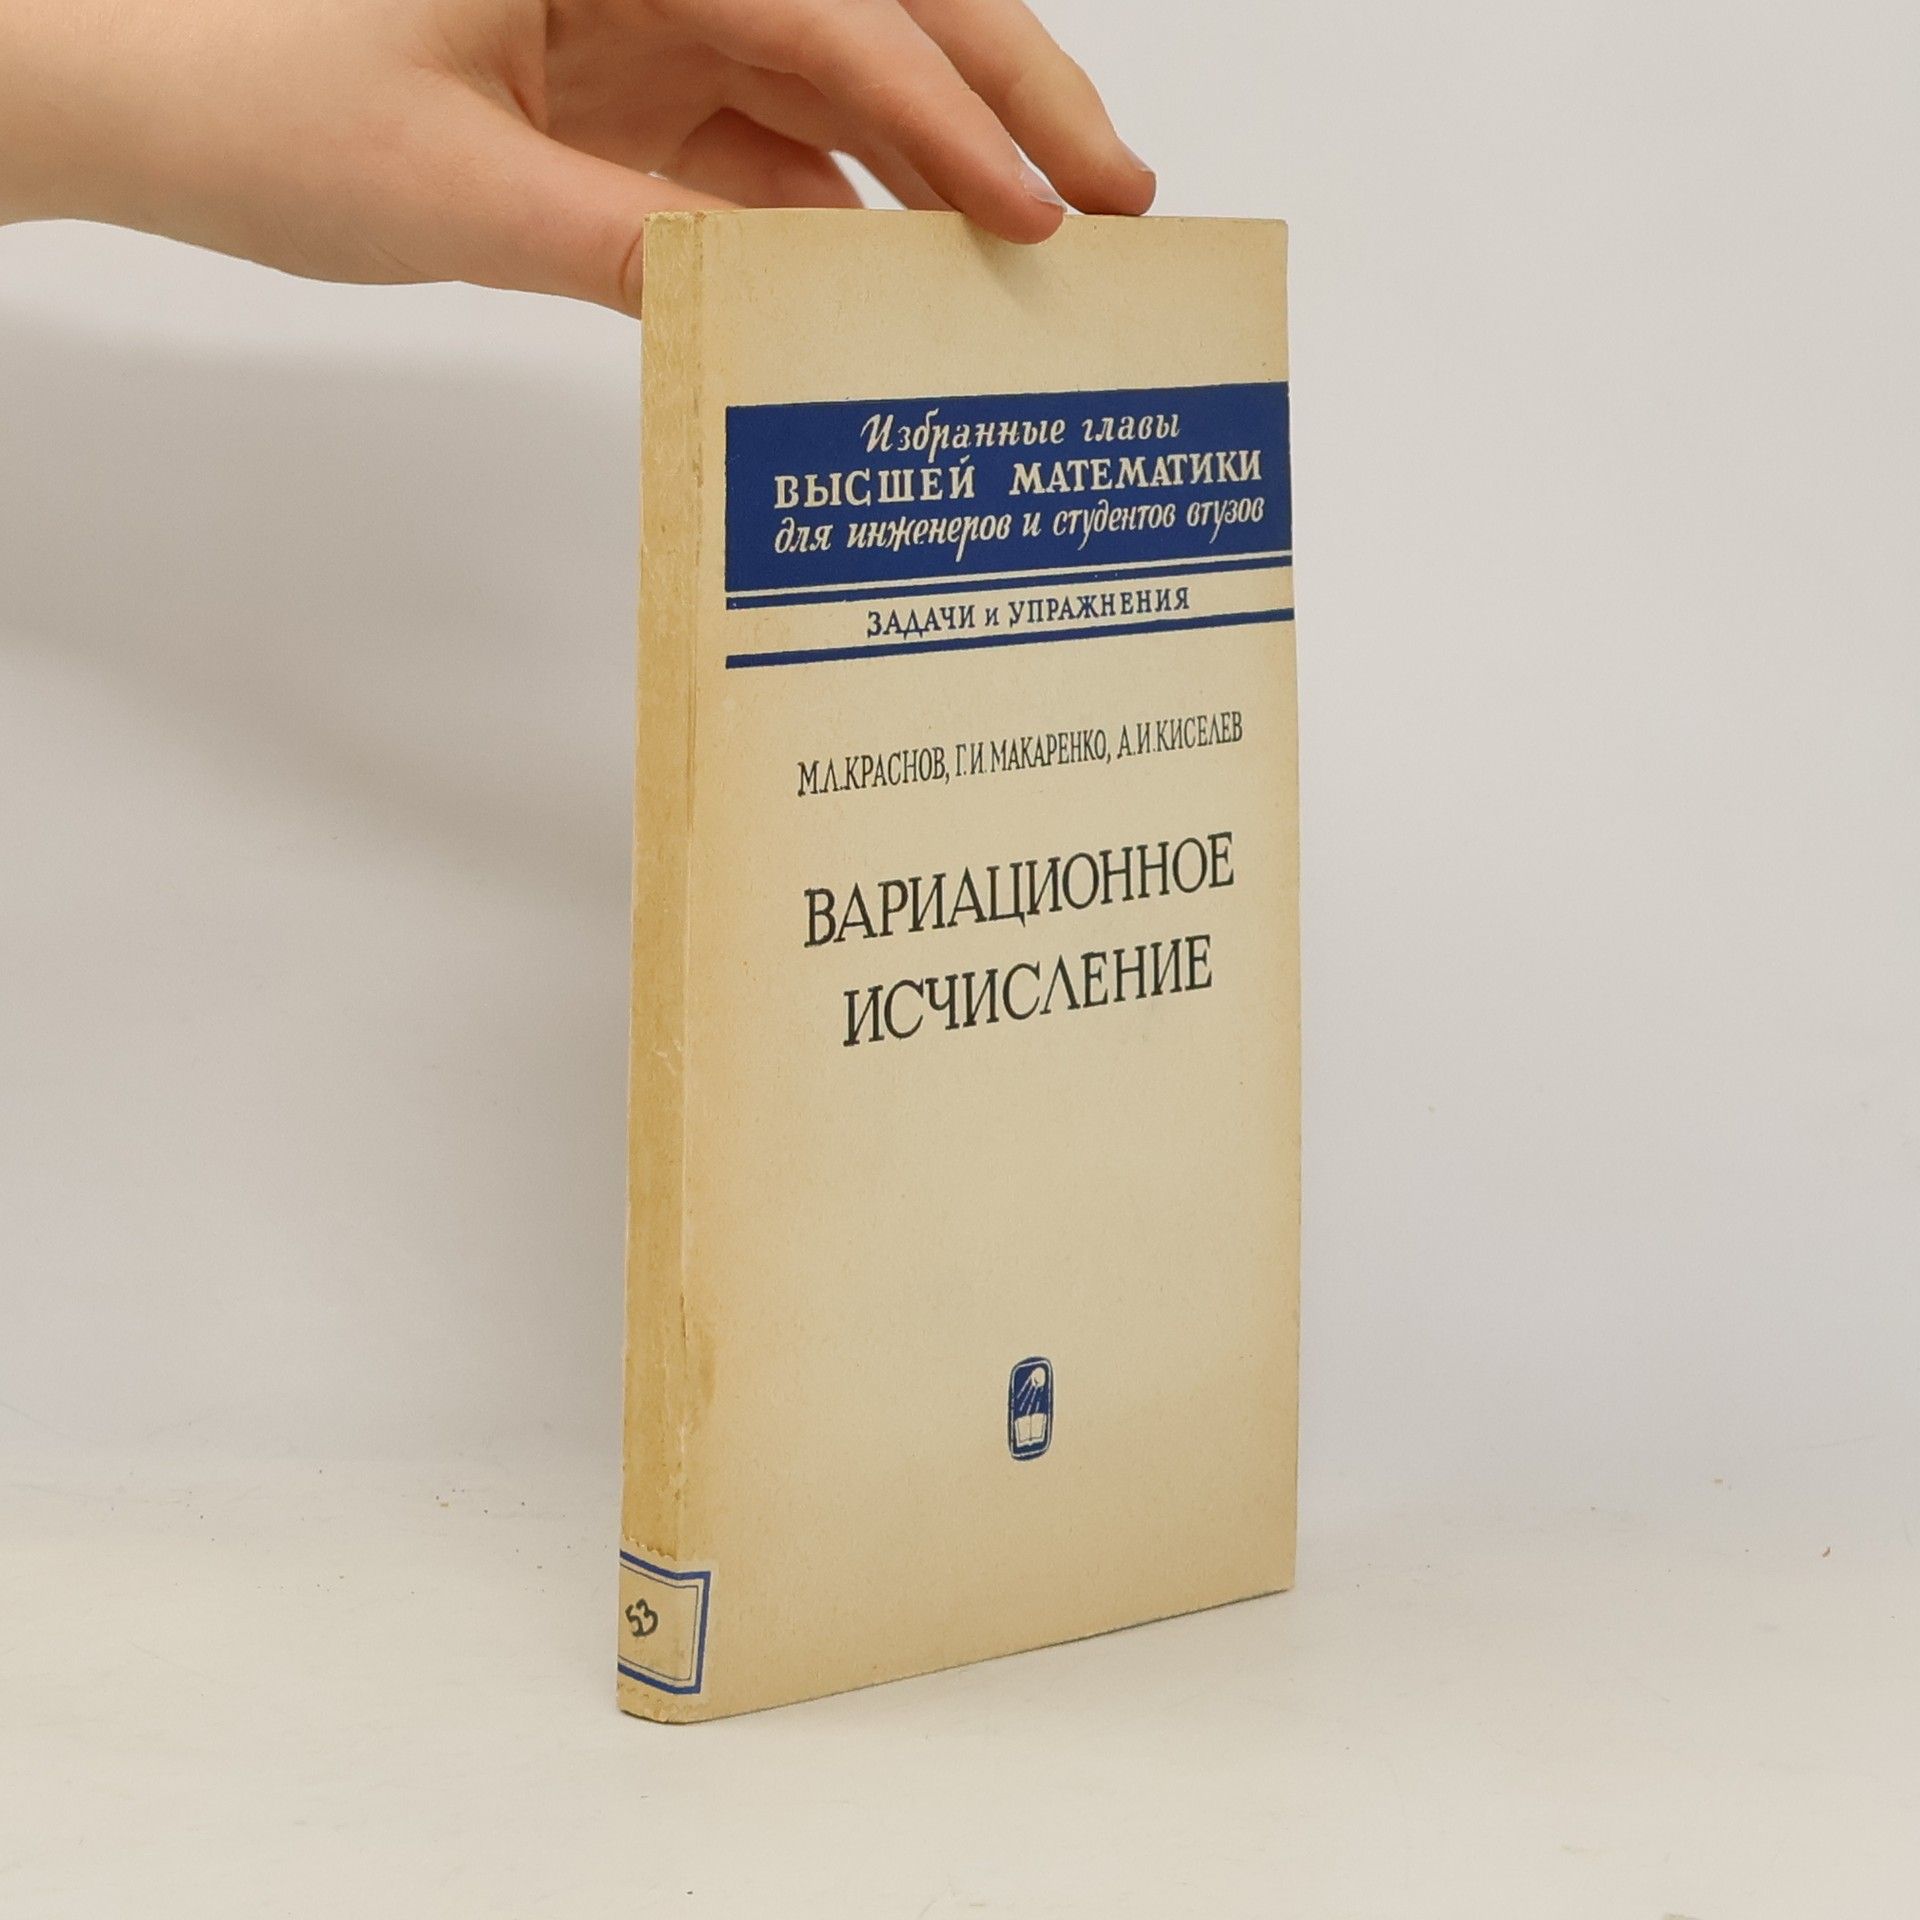 Избранные главы
ВЫСШЕЙ МАТЕМАТИКИ
для инженеров и студентов втузов
ЗАДАЧИ и УПРАЖНЕНИЯ
М.Л.КРАСНОВ, Г.И.МАКАРЕНКО, А.И.КИСЕЛЕВ
ВАРИАЦИОННОЕ
ИСЧИСЛЕНИЕ
53